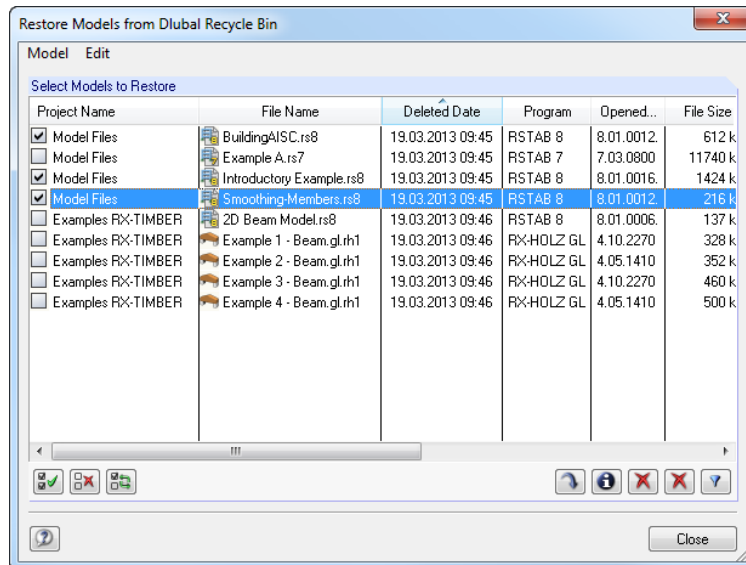 Restore Models from Dlubal Recycle Bin
Model Edit
Select Models to Restore
Project Name File Name Deleted Date Program Opened... File Size
Model Files BuildingAISC.rs8 19.03.2013 09:45 RSTAB 8 8.01.0012. 612 k
Model Files Example A.rs7 19.03.2013 09:45 RSTAB 7 7.03.0800 11740 k
Model Files Introductory Example.rs8 19.03.2013 09:45 RSTAB 8 8.01.0016. 1424 k
Model Files Smoothing-Members.rs8 19.03.2013 09:45 RSTAB 8 8.01.0012. 216 k
Examples RX-TIMBER 2D Beam Model.rs8 19.03.2013 09:46 RSTAB 8 8.01.0006. 137 k
Examples RX-TIMBER Example 1 - Beam.gl.rh1 19.03.2013 09:46 RX-HOLZ GL 4.10.2270 328 k
Examples RX-TIMBER Example 2 - Beam.gl.rh1 19.03.2013 09:46 RX-HOLZ GL 4.05.1410 352 k
Examples RX-TIMBER Example 3 - Beam.gl.rh1 19.03.2013 09:46 RX-HOLZ GL 4.10.2270 460 k
Examples RX-TIMBER Example 4 - Beam.gl.rh1 19.03.2013 09:46 RX-HOLZ GL 4.05.1410 500 k
Close